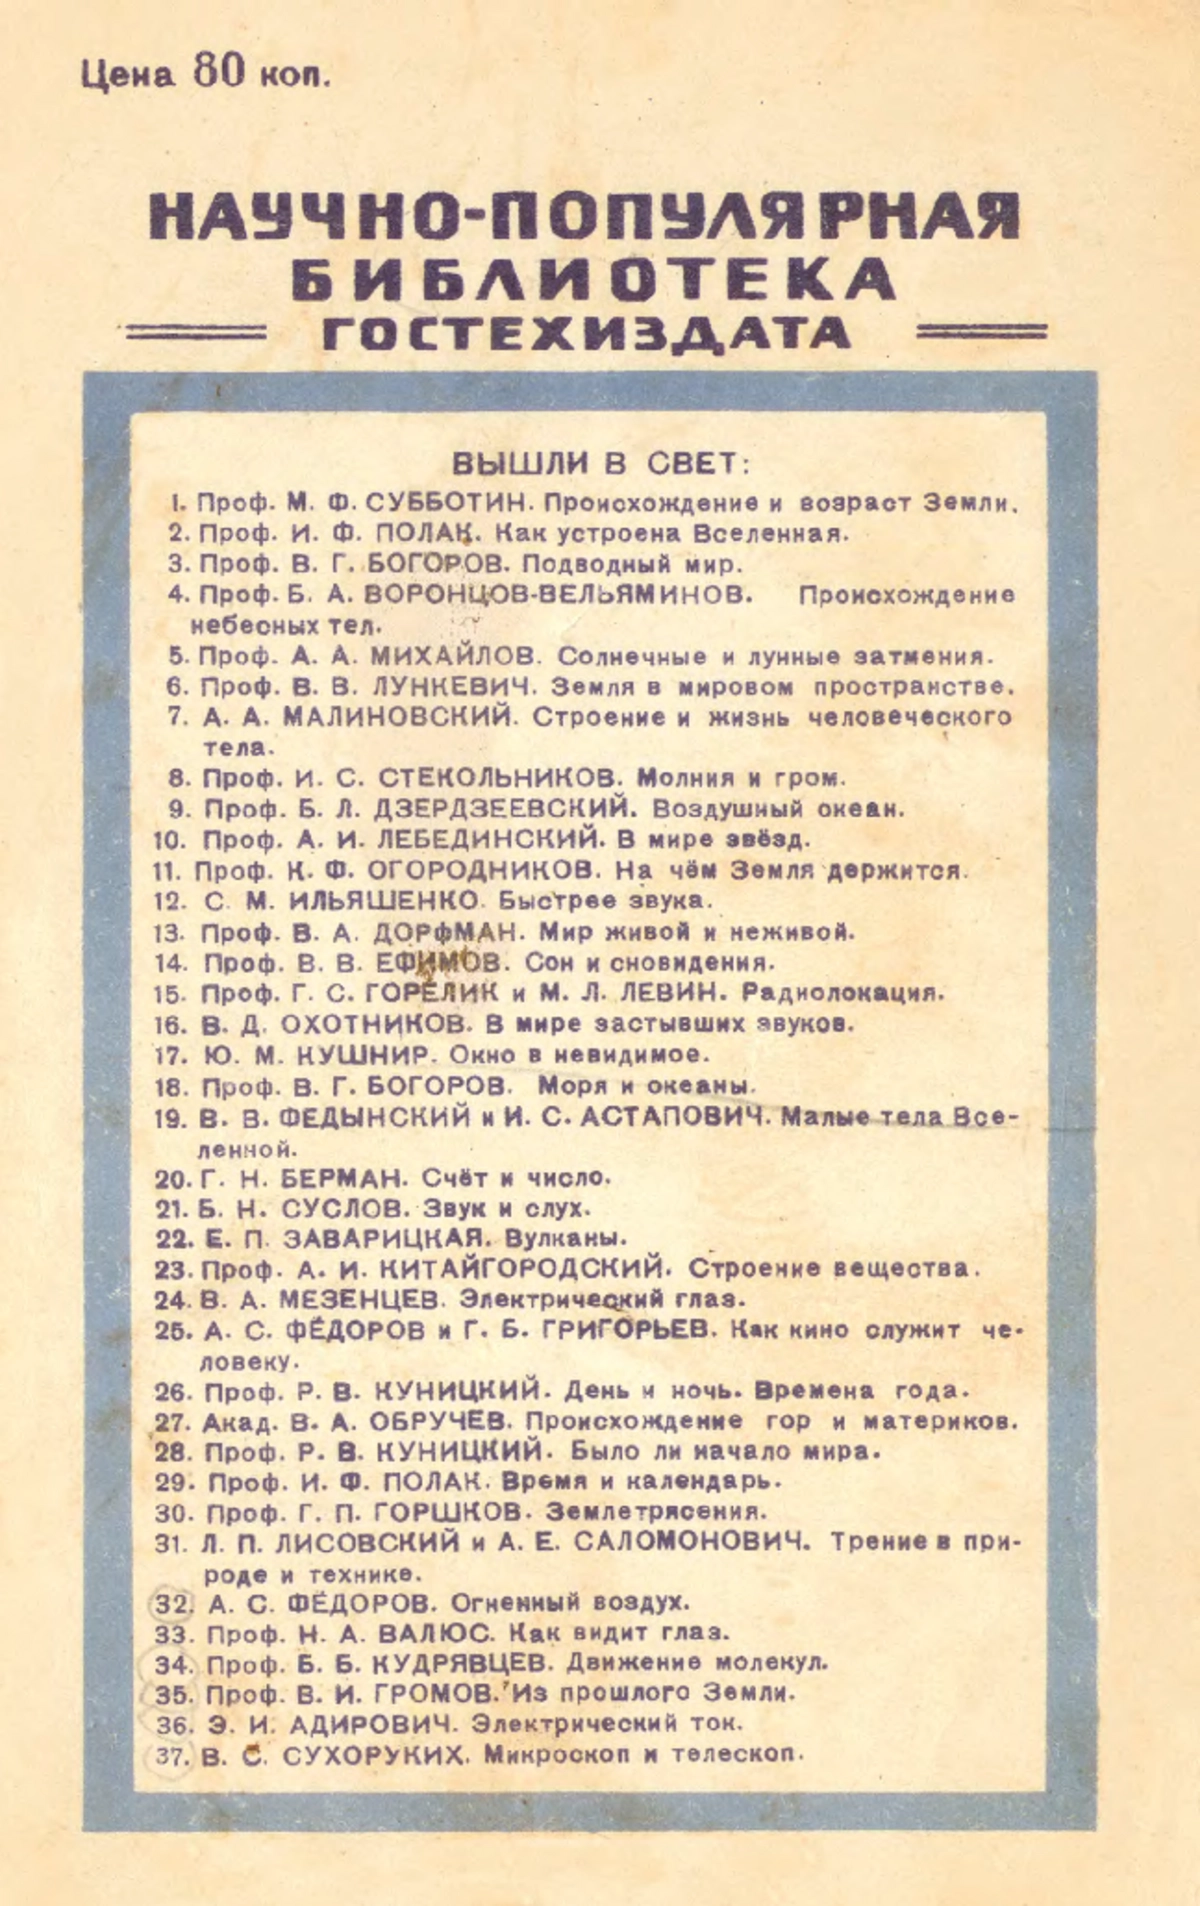 Цена 80 коп.
НАУЧНО-ПОПУЛЯРНАЯ
БИБЛИОТЕКА
ГОСТЕХИЗДАТА
ВЫШЛИ В СВЕТ:
1. Проф. М. Ф. СУББОТИН. Происхождение и возраст Земли.
2. Проф. И. Ф. ПОЛАК. Как устроена Вселенная.
3. Проф. В. Г. БОГОРОВ. Подводный мир.
4. Проф. Б. А. ВОРОНЦОВ-ВЕЛЬЯМИНОВ. Происхождение
небесных тел.
5. Проф. А. А. МИХАЙЛОВ. Солнечные и лунные затмения.
6. Проф. В. В. ЛУНКЕВИЧ. Земля в мировом пространстве.
7. А. А. МАЛИНОВСКИЙ. Строение и жизнь человеческого
тела.
8. Проф. И. С. СТЕКОЛЬНИКОВ. Молния и гром.
9. Проф. Б. Л. ДЗЕРДЗЕЕВСКИЙ. Воздушный океан.
10. Проф. А. И. ЛЕБЕДИНСКИЙ. В мире звёзд.
11. Проф. К. Ф. ОГОРОДНИКОВ. На чём Земля держится.
12. С. М. ИЛЬЯШЕНКО. Быстрее звука.
13. Проф. В. А. ДОРФМАН. Мир живой и неживой.
14. Проф. В. В. ЕФИМОВ. Сон и сновидения.
15. Проф. Г. С. ГОРЕЛИК и М. Л. ЛЕВИН. Радиолокация.
16. В. Д. ОХОТНИКОВ. В мире застывших звуков.
17. Ю. М. КУШНИР. Окно в невидимое.
18. Проф. В. Г. БОГОРОВ. Моря и океаны.
19. В. В. ФЕДЫНСКИЙ и И. С. АСТАПОВИЧ. Малые тела Все-
ленной.
20. Г. Н. БЕРМАН. Счёт и число.
21. Б. Н. СУСЛОВ. Звук и слух.
22. Е. П. ЗАВАРИЦКАЯ. Вулканы.
23. Проф. А. И. КИТАЙГОРОДСКИЙ. Строение вещества.
24. В. А. МЕЗЕНЦЕВ. Электрический глаз.
25. А. С. ФЁДОРОВ и Г. Б. ГРИГОРЬЕВ. Как кино служит че-
ловеку.
26. Проф. Р. В. КУНИЦКИЙ. День и ночь. Времена года.
27. Акад. В. А. ОБРУЧЕВ. Происхождение гор и материков.
28. Проф. Р. В. КУНИЦКИЙ. Было ли начало мира.
29. Проф. И. Ф. ПОЛАК. Время и календарь.
30. Проф. Г. П. ГОРШКОВ. Землетрясения.
31. Л. П. ЛИСОВСКИЙ и А. Е. САЛОМОНОВИЧ. Трение в при-
роде и технике.
32. А. С. ФЁДОРОВ. Огненный воздух.
33. Проф. Н. А. ВАЛЮС. Как видит глаз.
34. Проф. Б. Б. КУДРЯВЦЕВ. Движение молекул.
35. Проф. В. И. ГРОМОВ. Из прошлого Земли.
36. Э. И. АДИРОВИЧ. Электрический ток.
37. В. С. СУХОРУКИХ. Микроскоп и телескоп.